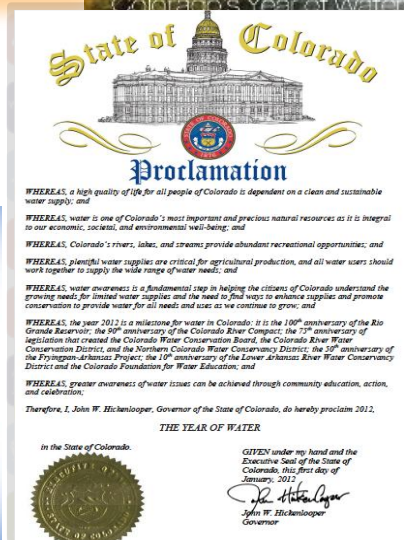 Colorado's Year of Water
State of Colorado
STATE OF COLORADO
1876
Proclamation
WHEREAS, a high quality of life for all people of Colorado is dependent on a clean and sustainable
water supply; and
WHEREAS, water is one of Colorado's most important and precious natural resources as it is integral
to our economic, societal, and environmental well-being; and
WHEREAS, Colorado's rivers, lakes, and streams provide abundant recreational opportunities; and
WHEREAS, plentiful water supplies are critical for agricultural production, and all water users should
work together to supply the wide range of water needs; and
WHEREAS, water awareness is a fundamental step in helping the citizens of Colorado understand the
growing needs for limited water supplies and the need to find ways to enhance supplies and promote
conservation to provide water for all needs and uses as we continue to grow; and
WHEREAS, the year 2012 is a milestone for water in Colorado: it is the 100th anniversary of the Rio
Grande Reservoir; the 90th anniversary of the Colorado River Compact; the 75th anniversary of
legislation that created the Colorado Water Conservation Board, the Colorado River Water
Conservation District, and the Northern Colorado Water Conservancy District; the 50th anniversary of
the Fryingpan-Arkansas Project; the 10th anniversary of the Lower Arkansas River Water Conservancy
District and the Colorado Foundation for Water Education; and
WHEREAS, greater awareness of water issues can be achieved through community education, action,
and celebration;
Therefore, I, John W. Hickenlooper, Governor of the State of Colorado, do hereby proclaim 2012,
THE YEAR OF WATER
in the State of Colorado.
GIVEN under my hand and the
Executive Seal of the State of
Colorado, this first day of
January, 2012
John Hickenlooper
John W. Hickenlooper
Governor